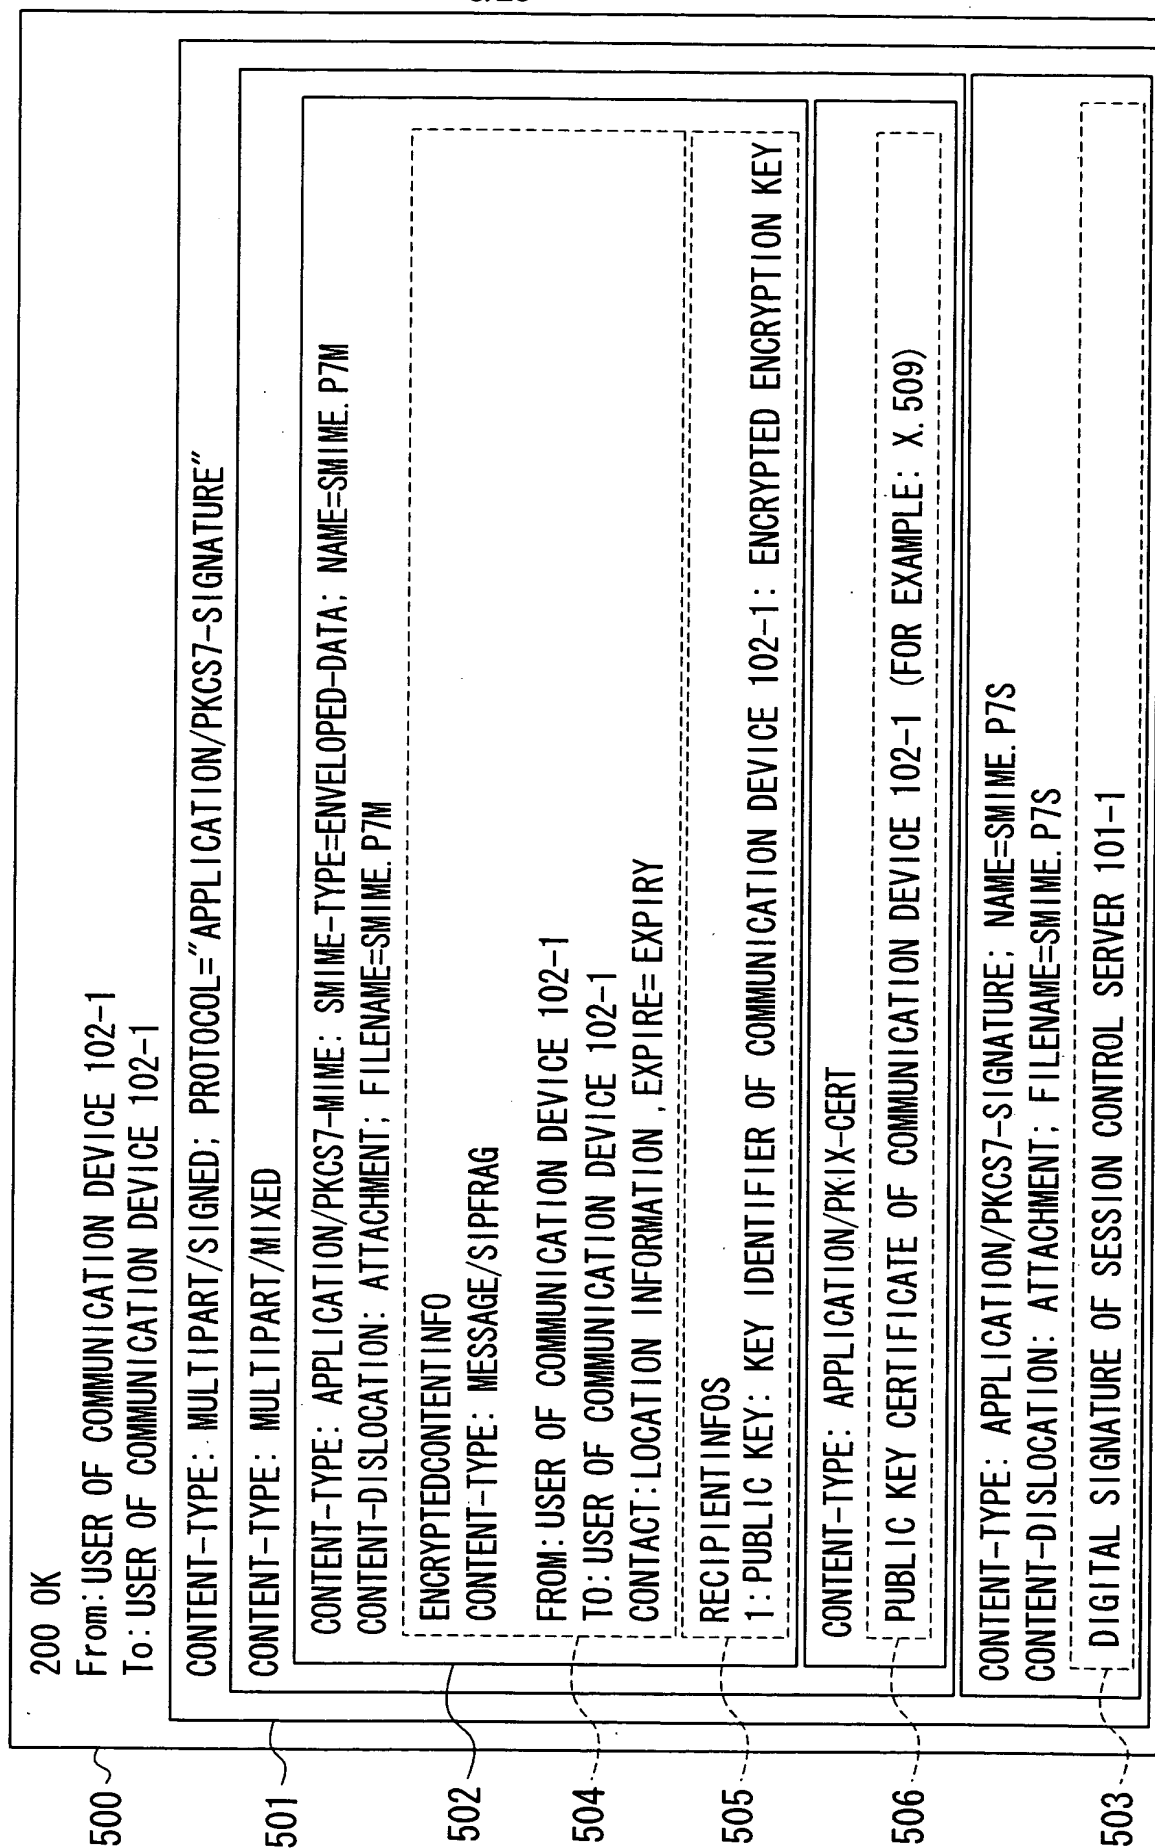 200 OK
From:USER OF COMMUNICATION DEVICE 102-1
To:USER OF COMMUNICATION DEVICE 102-1
CONTENT-TYPE: MULTIPART/SIGNED; PROTOCOL="APPLICATION/PKCS7-SIGNATURE"
CONTENT-TYPE: MULTIPART/MIXED
CONTENT-TYPE: APPLICATION/PKCS7-MIME: SMIME-TYPE=ENVELOPED-DATA; NAME=SMIME.P7M
CONTENT-DISLOCATION: ATTACHMENT; FILENAME=SMIME.P7M
ENCRYPTEDCONTENTINFO
CONTENT-TYPE: MESSAGE/SIPFRAG
FROM:USER OF COMMUNICATION DEVICE 102-1
TO:USER OF COMMUNICATION DEVICE 102-1
CONTACT:LOCATION INFORMATION,EXPIRE=EXPIRY
RECIPIENTINFOS
1:PUBLIC KEY: KEY IDENTIFIER OF COMMUNICATION DEVICE 102-1: ENCRYPTED ENCRYPTION KEY
CONTENT-TYPE: APPLICATION/PKIX-CERT
PUBLIC KEY CERTIFICATE OF COMMUNICATION DEVICE 102-1 (FOR EXAMPLE: X.509)
CONTENT-TYPE: APPLICATION/PKCS7-SIGNATURE; NAME=SMIME.P7S
CONTENT-DISLOCATION: ATTACHMENT; FILENAME=SMIME.P7S
DIGITAL SIGNATURE OF SESSION CONTROL SERVER 101-1
500
501
502
504
505
506
503